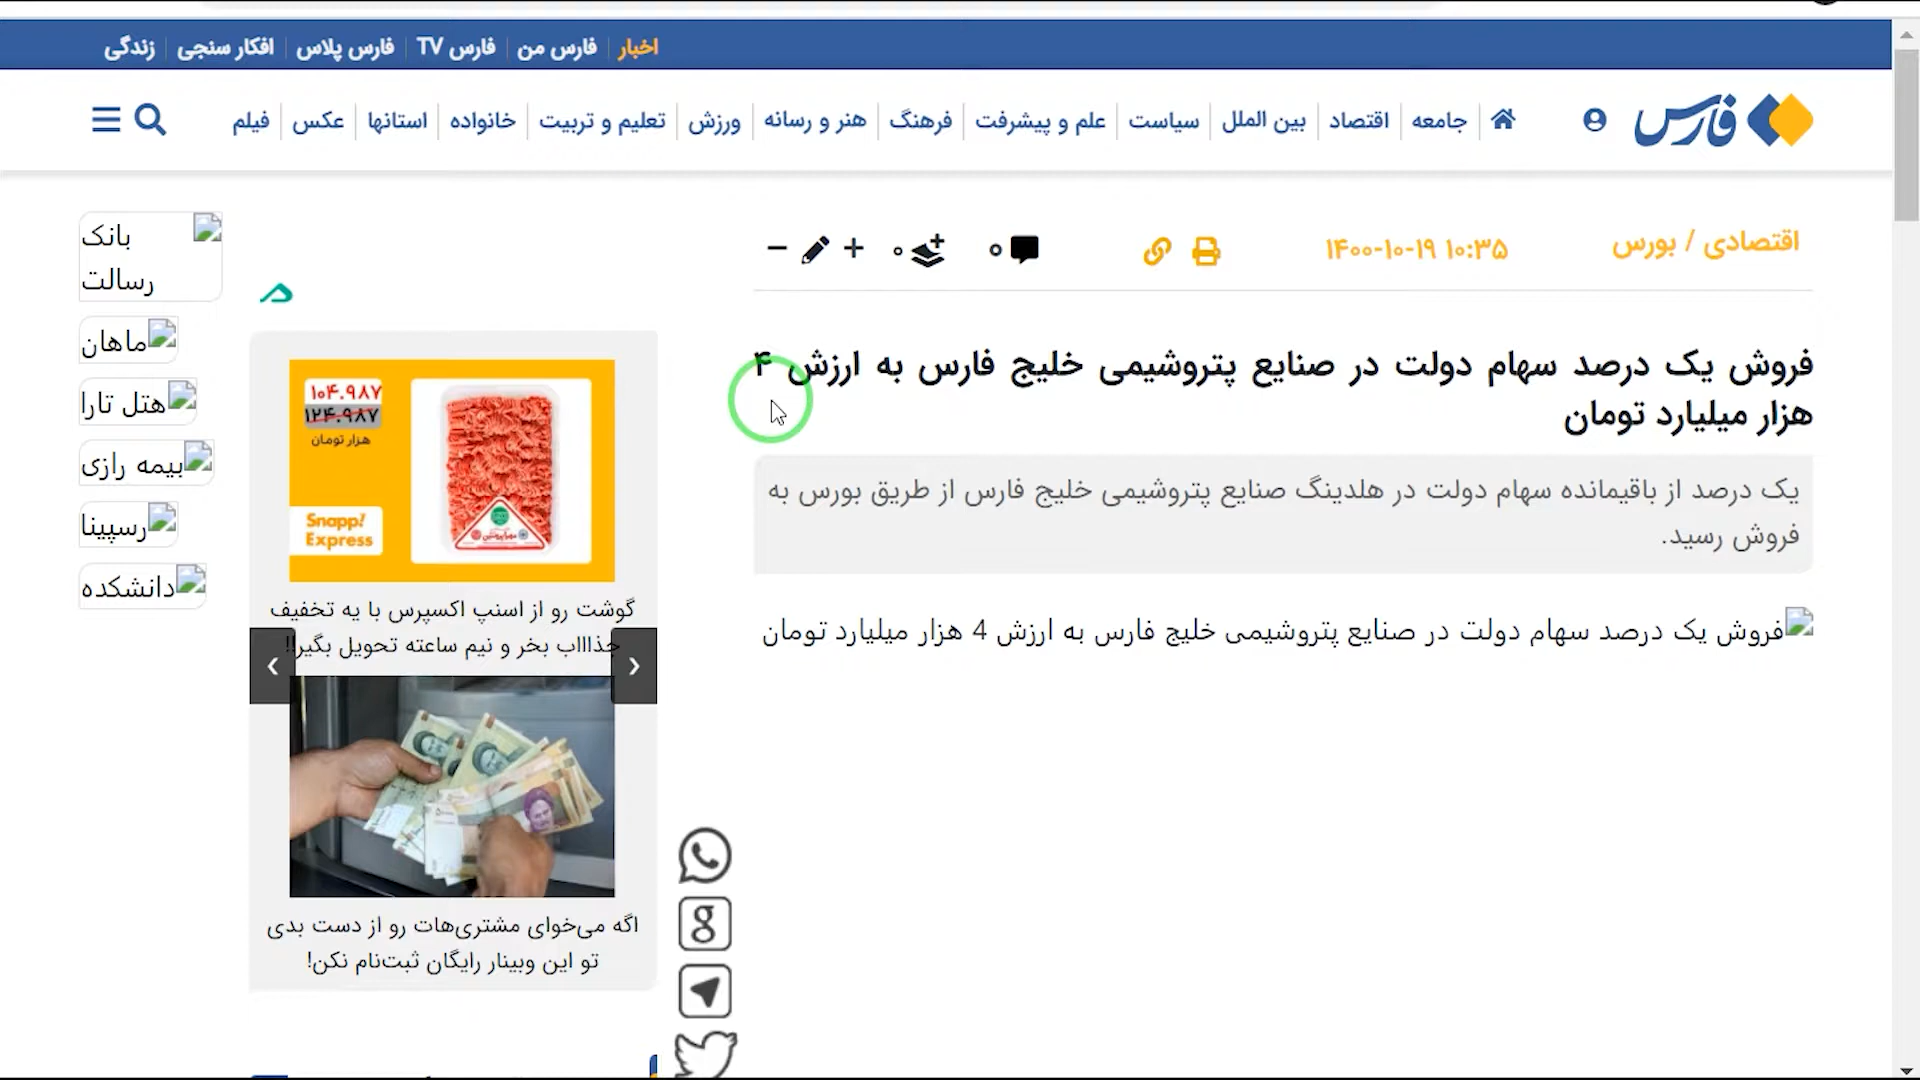 اخبار
فارس من
فارس TV
فارس پلاس
افکار سنجی
زندگی
فارس
جامعه
اقتصاد
بین الملل
سیاست
علم و پیشرفت
فرهنگ
هنر و رسانه
ورزش
تعلیم و تربیت
خانواده
استانها
عکس
فیلم
اقتصادی / بورس
۱۴۰۰-۱۰-۱۹ ۱۰:۳۵
۰
۰
فروش یک درصد سهام دولت در صنایع پتروشیمی خلیج فارس به ارزش ۴
هزار میلیارد تومان
یک درصد از باقیمانده سهام دولت در هلدینگ صنایع پتروشیمی خلیج فارس از طریق بورس به
فروش رسید.
فروش یک درصد سهام دولت در صنایع پتروشیمی خلیج فارس به ارزش 4 هزار میلیارد تومان
۱۰۴.۹۸۷
۱۲۴.۹۸۷
هزار تومان
Snapp!
Express
گوشت رو از اسنپ اکسپرس با یه تخفیف
جذاااب بخر و نیم ساعته تحویل بگیر!!
اگه می‌خوای مشتری‌هات رو از دست بدی
تو این وبینار رایگان ثبت‌نام نکن!
بانک
رسالت
ماهان
هتل تارا
بیمه رازی
رسپینا
دانشکده